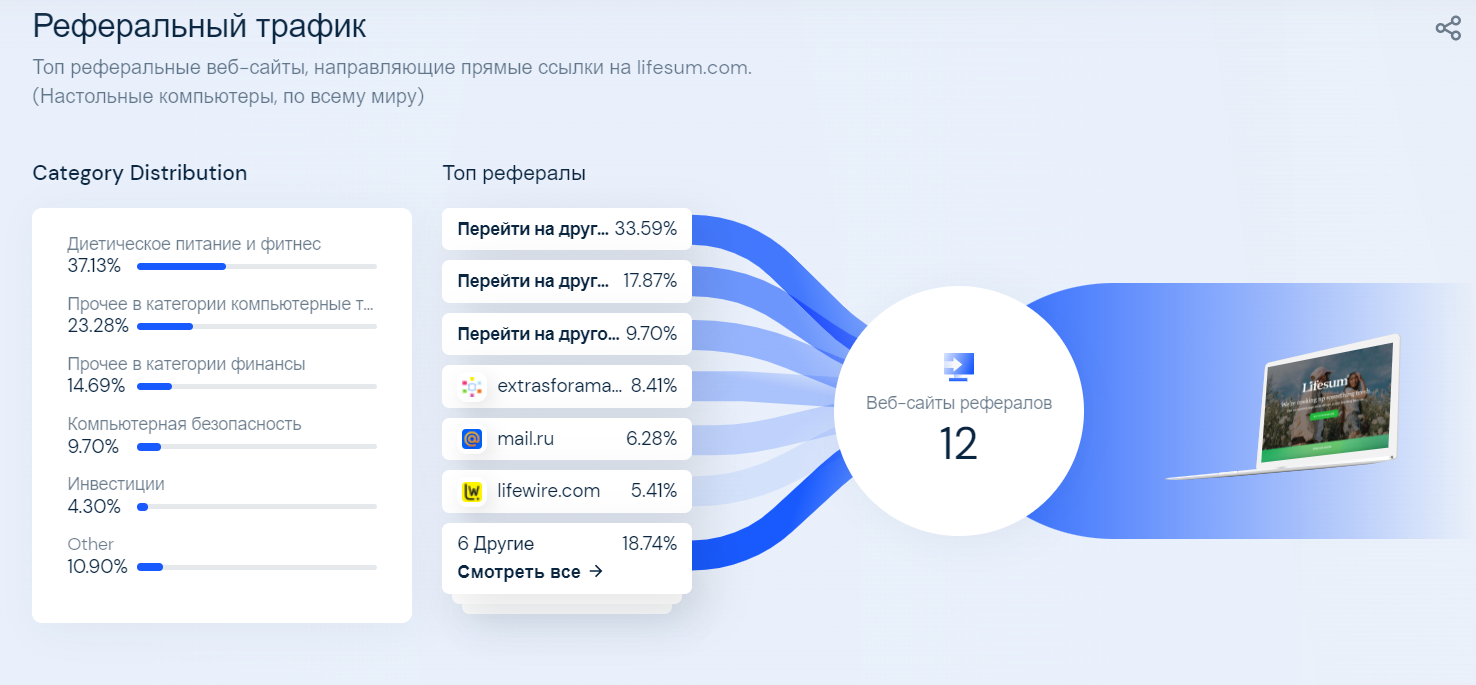 Реферальный трафик
Топ реферальные веб-сайты, направляющие прямые ссылки на lifesum.com.
(Настольные компьютеры, по всему миру)
Category Distribution
Диетическое питание и фитнес
37.13%
Прочее в категории компьютерные т...
23.28%
Прочее в категории финансы
14.69%
Компьютерная безопасность
9.70%
Инвестиции
4.30%
Other
10.90%
Топ рефералы
Перейти на друг... 33.59%
Перейти на друг... 17.87%
Перейти на друго... 9.70%
extrasforama... 8.41%
mail.ru 6.28%
lifewire.com 5.41%
6 Другие 18.74%
Смотреть все →
Веб-сайты рефералов
12
Lifesum